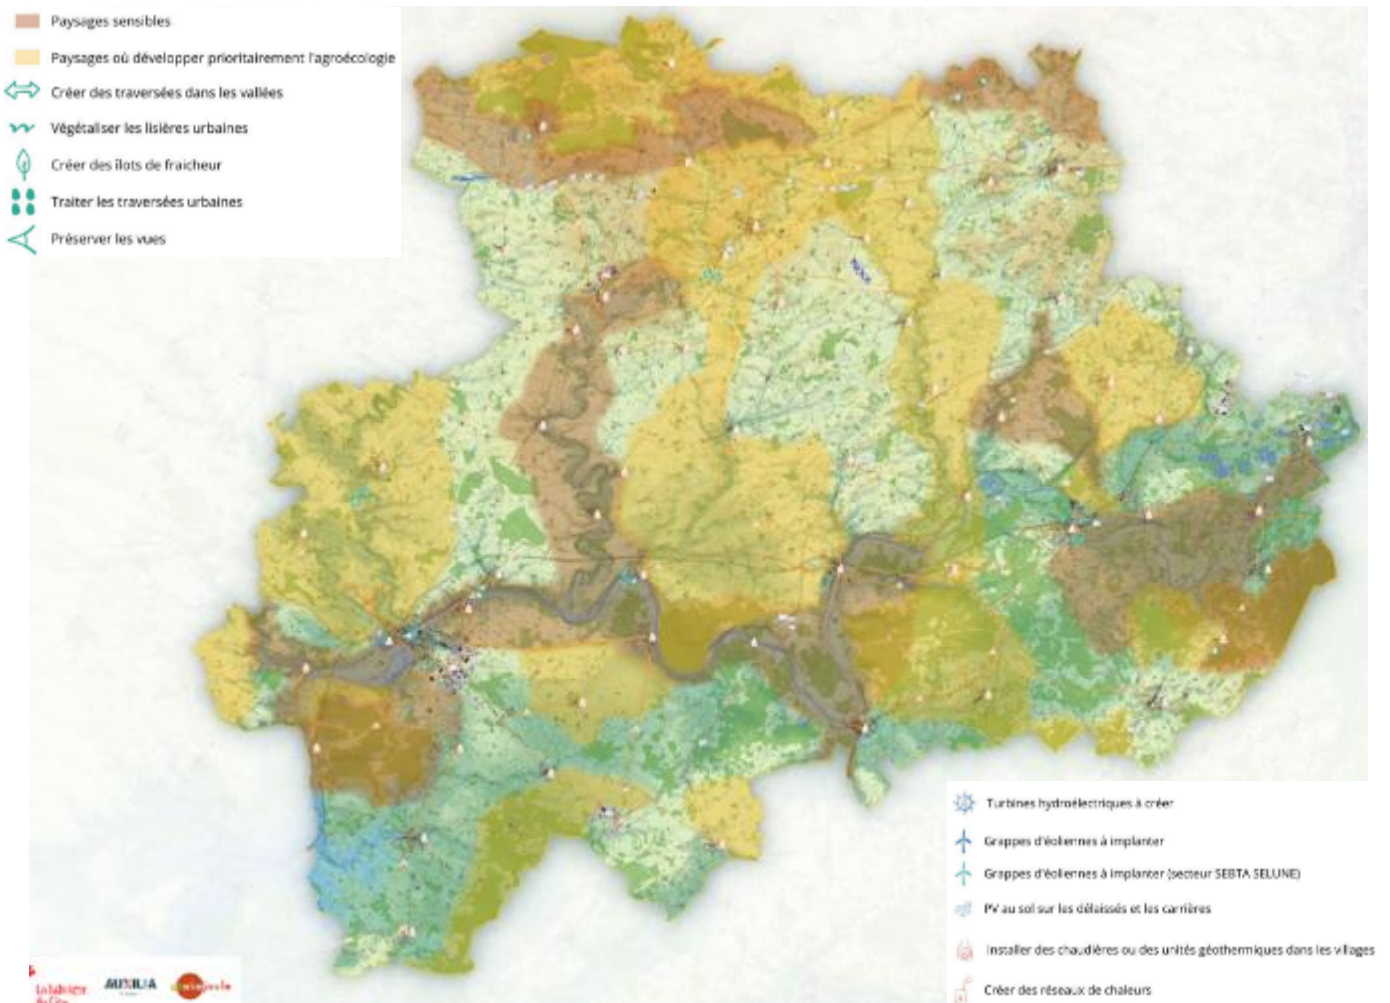 Paysages sensibles
Paysages où développer prioritairement l'agroécologie
Créer des traversées dans les vallées
Végétaliser les lisières urbaines
Créer des îlots de fraicheur
Traiter les traversées urbaines
Préserver les vues
Turbines hydroélectriques à créer
Grappes d'éoliennes à implanter
Grappes d'éoliennes à implanter (secteur SEBTA SELUNE)
PV au sol sur les délaissés et les carrières
Installer des chaudières ou des unités géothermiques dans les villages
Créer des réseaux de chaleurs
AUXILIA